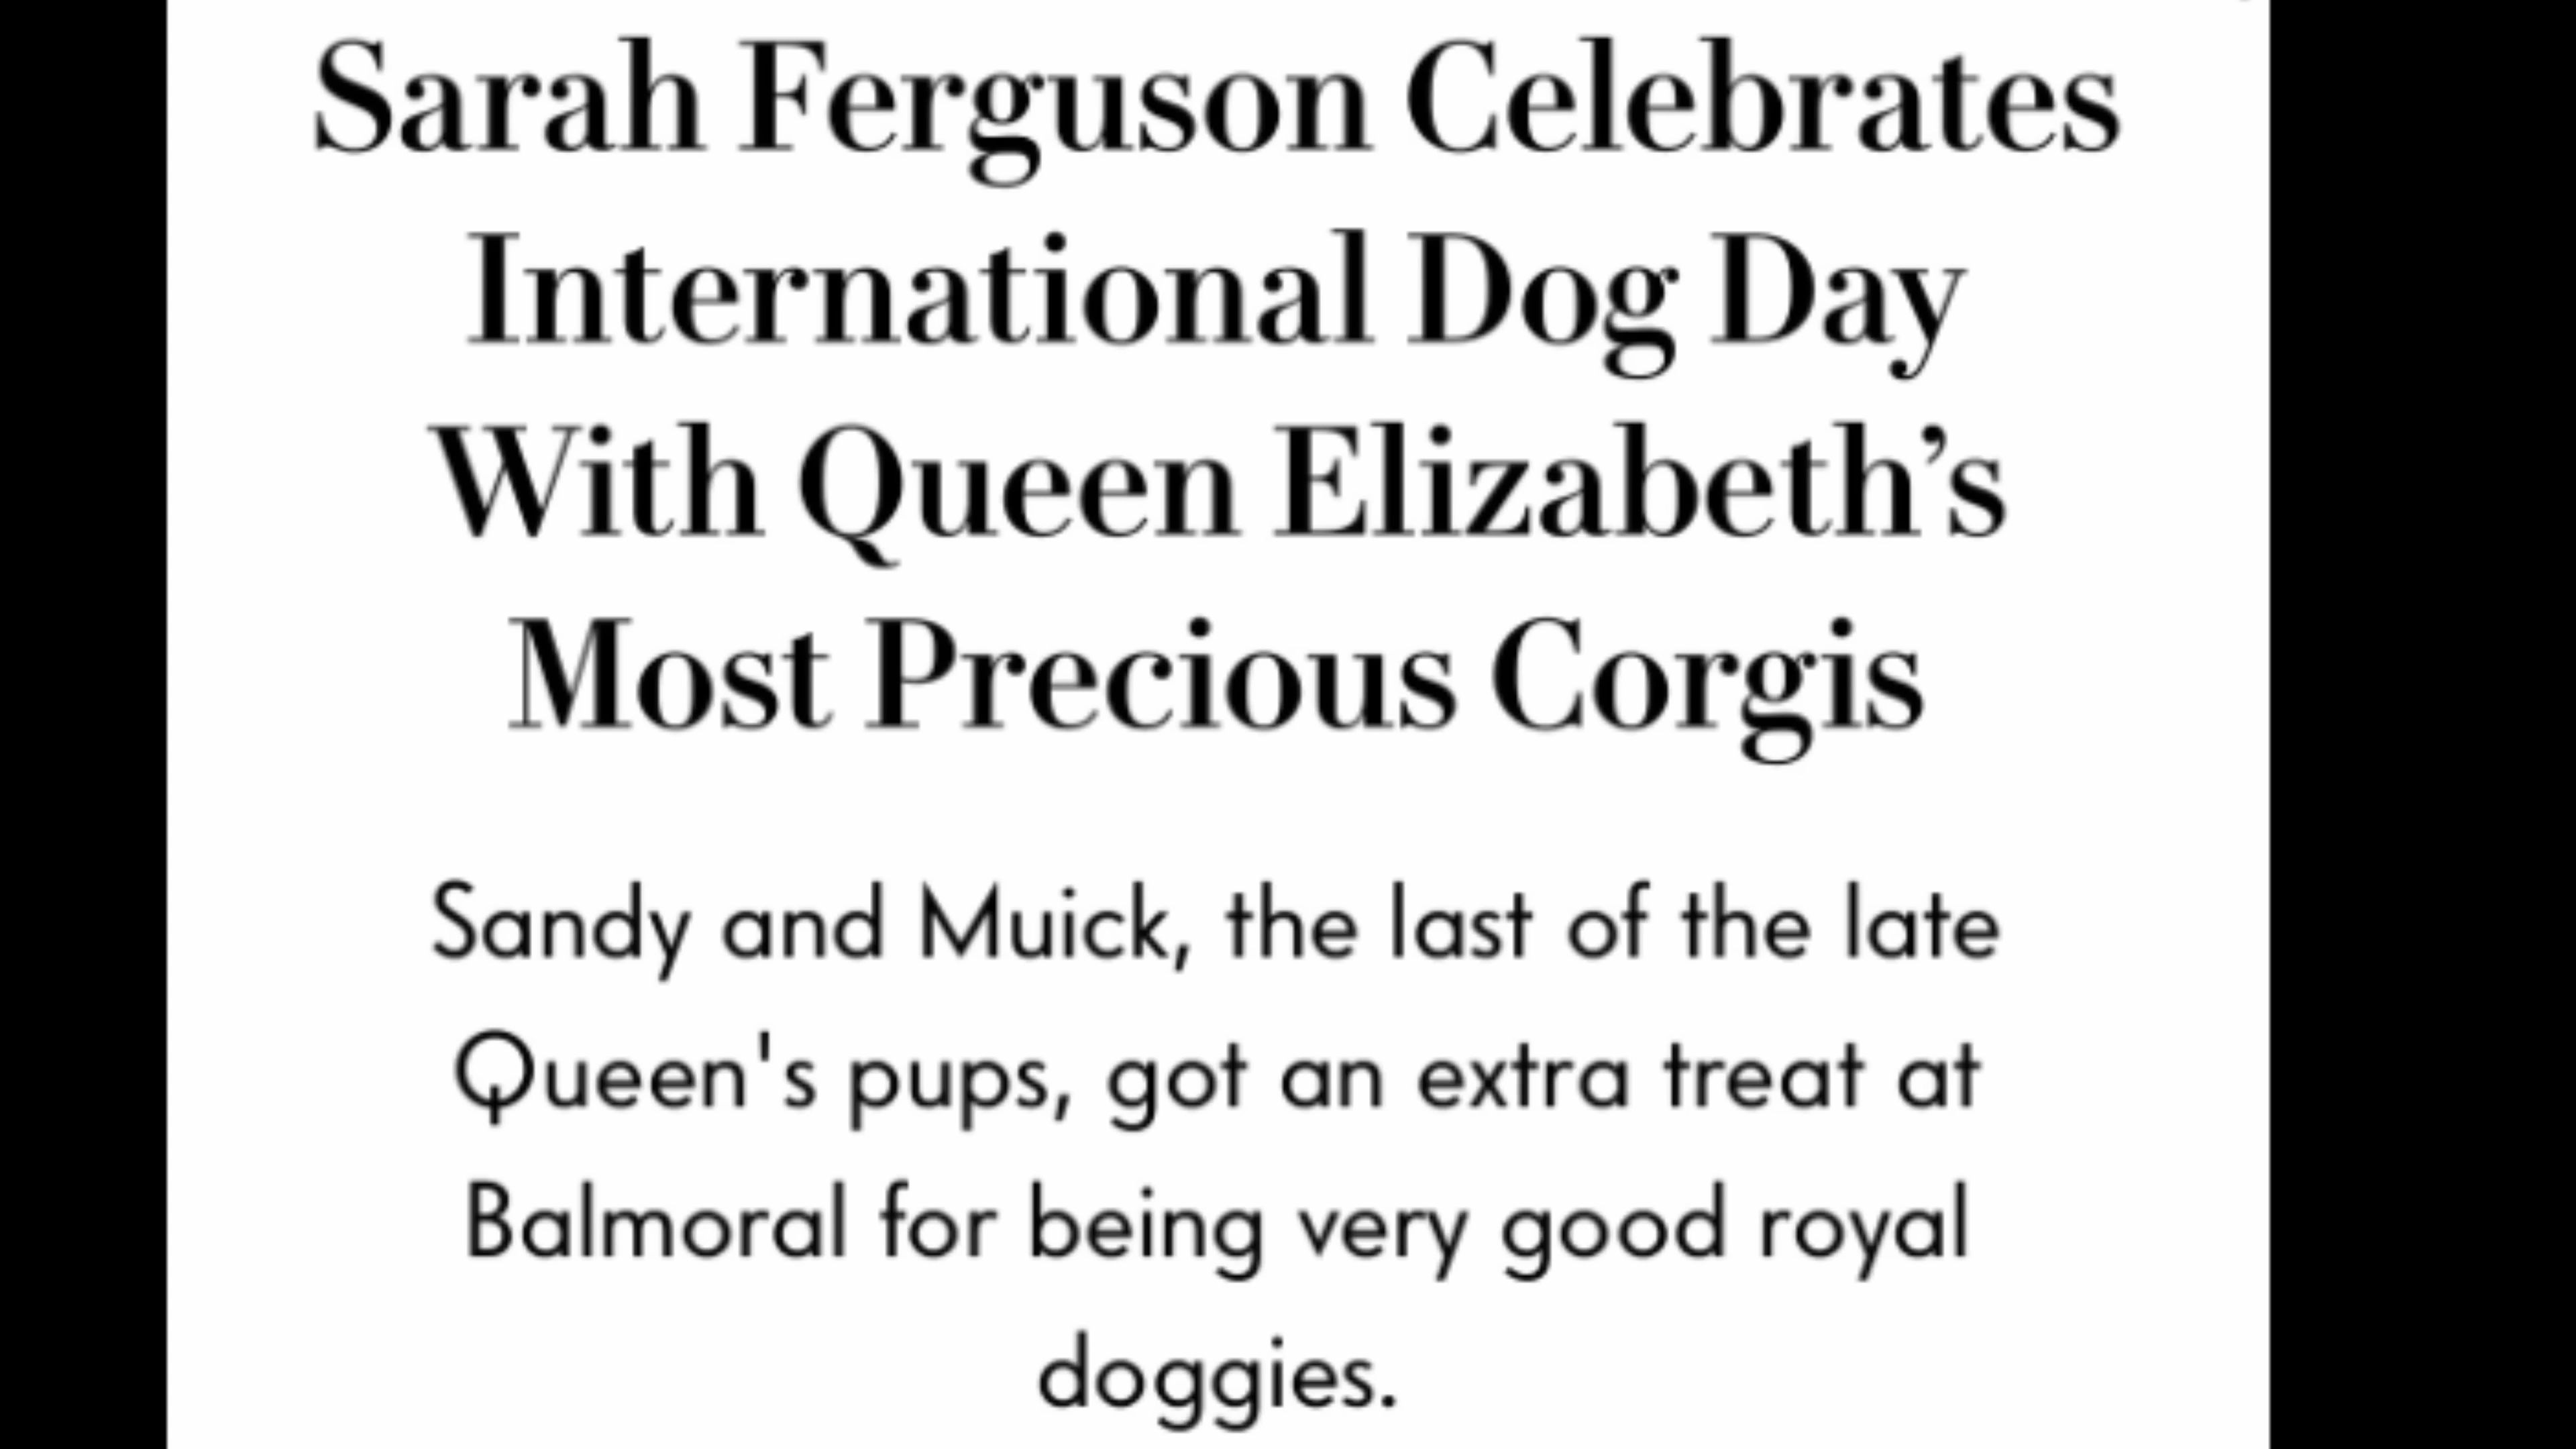 Sarah Ferguson Celebrates
International Dog Day
With Queen Elizabeth’s
Most Precious Corgis
Sandy and Muick, the last of the late
Queen's pups, got an extra treat at
Balmoral for being very good royal
doggies.